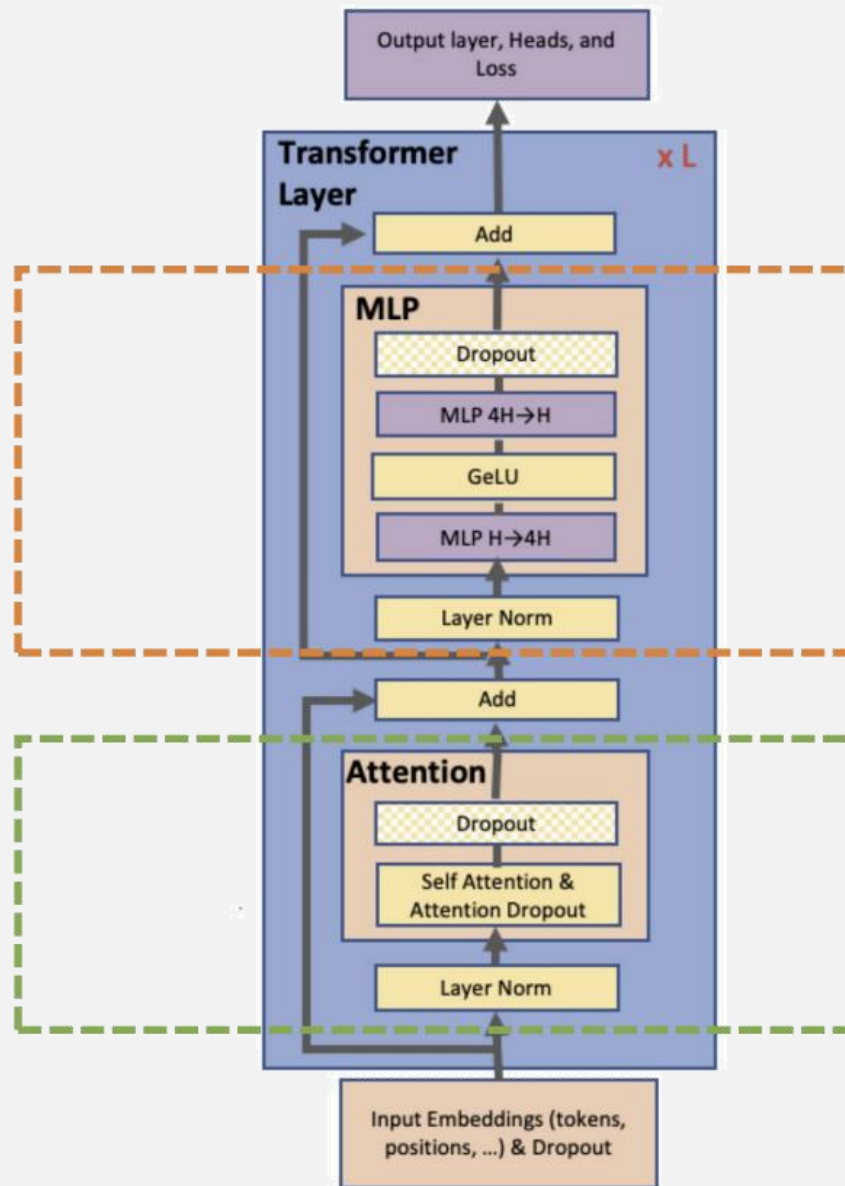 Output layer, Heads, and
Loss
Transformer
Layer
x L
Add
MLP
Dropout
MLP 4H→H
GeLU
MLP H→4H
Layer Norm
Add
Attention
Dropout
Self Attention &
Attention Dropout
Layer Norm
Input Embeddings (tokens,
positions, ...) & Dropout